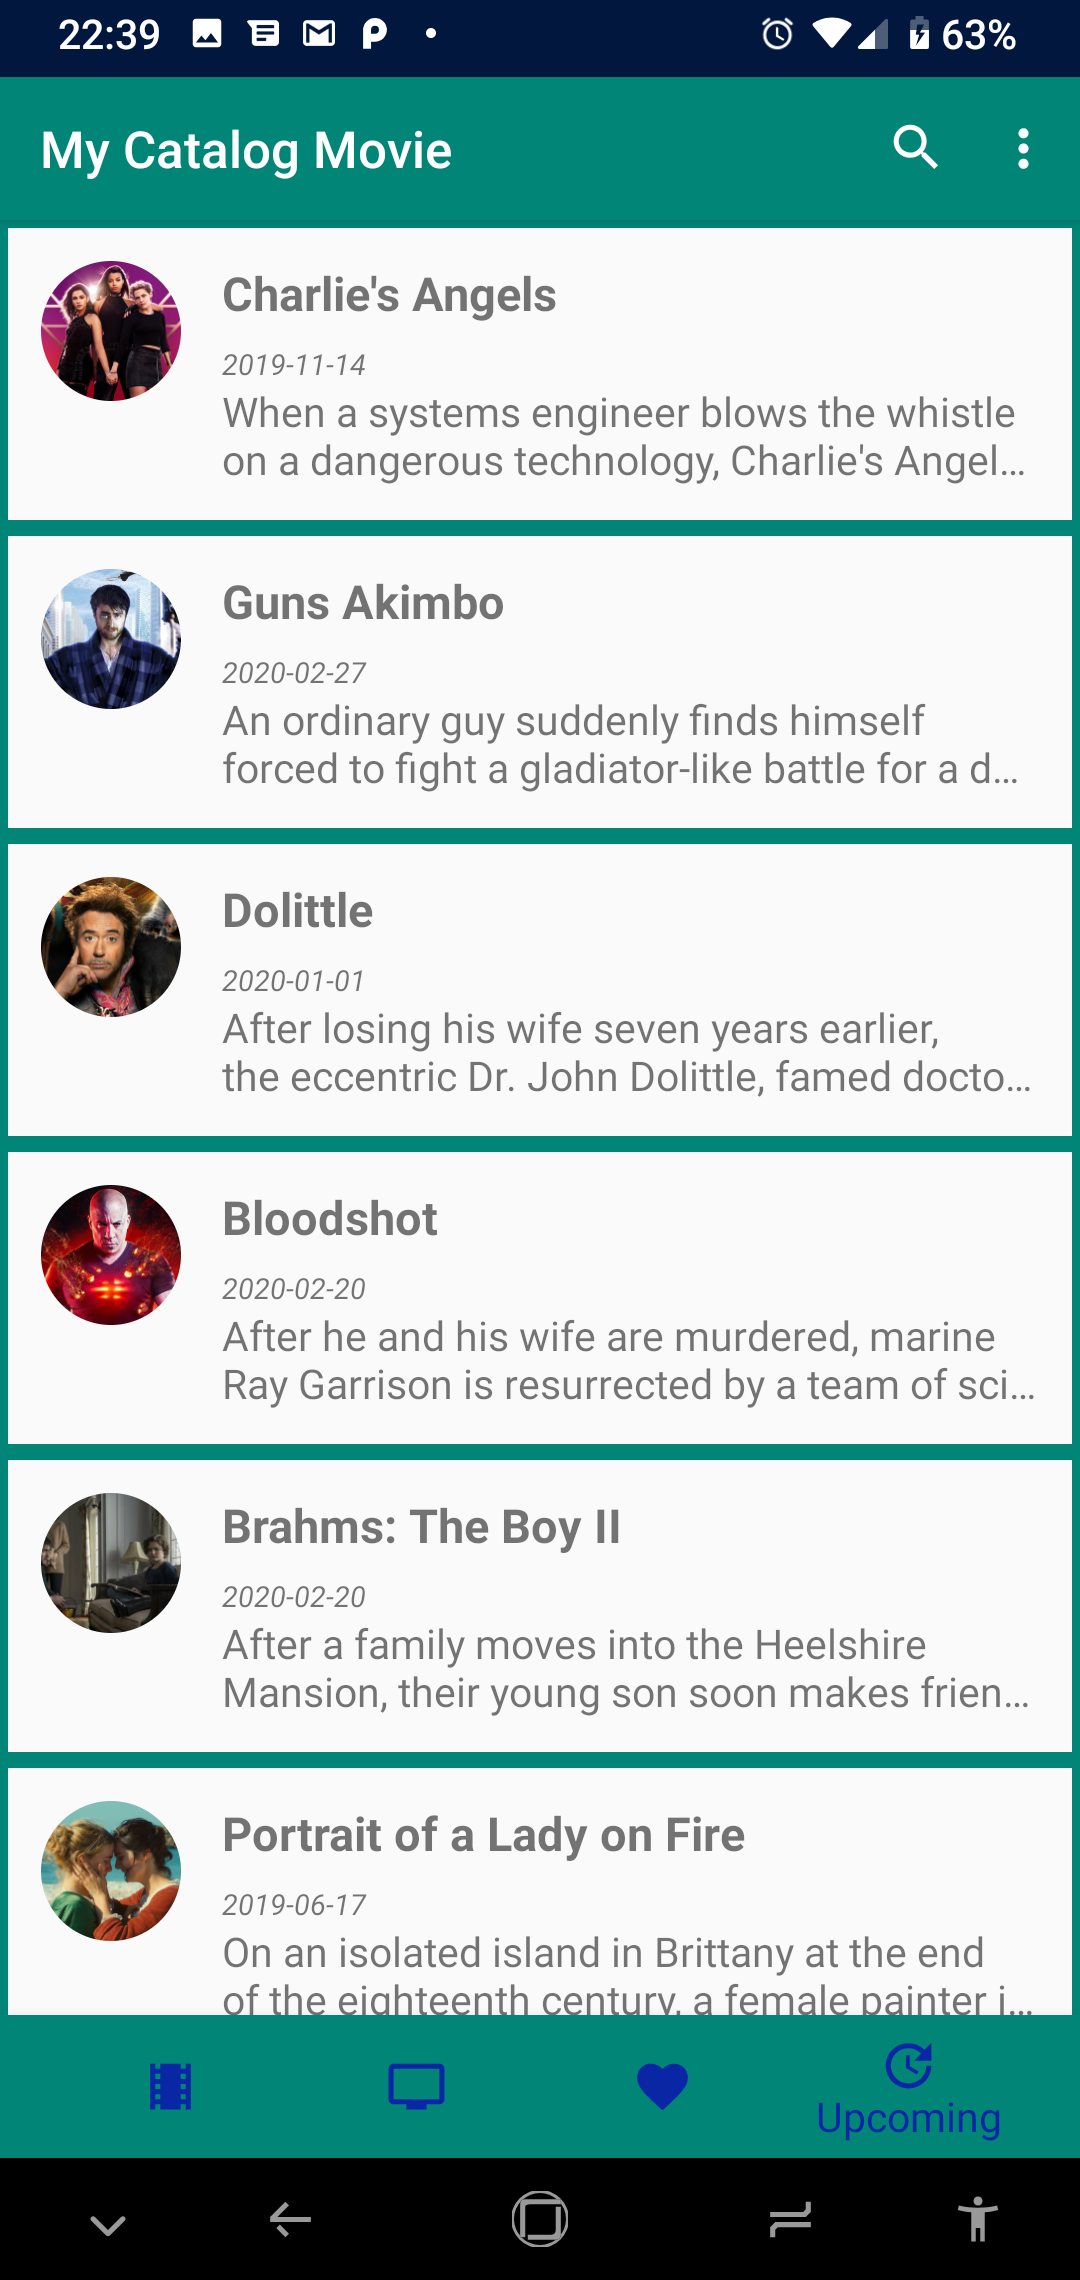 22:39
63%
My Catalog Movie
Charlie's Angels
2019-11-14
When a systems engineer blows the whistle
on a dangerous technology, Charlie's Angel...
Guns Akimbo
2020-02-27
An ordinary guy suddenly finds himself
forced to fight a gladiator-like battle for a d...
Dolittle
2020-01-01
After losing his wife seven years earlier,
the eccentric Dr. John Dolittle, famed docto...
Bloodshot
2020-02-20
After he and his wife are murdered, marine
Ray Garrison is resurrected by a team of sci...
Brahms: The Boy II
2020-02-20
After a family moves into the Heelshire
Mansion, their young son soon makes frien...
Portrait of a Lady on Fire
2019-06-17
On an isolated island in Brittany at the end
of the eighteenth century, a female painter i...
Upcoming